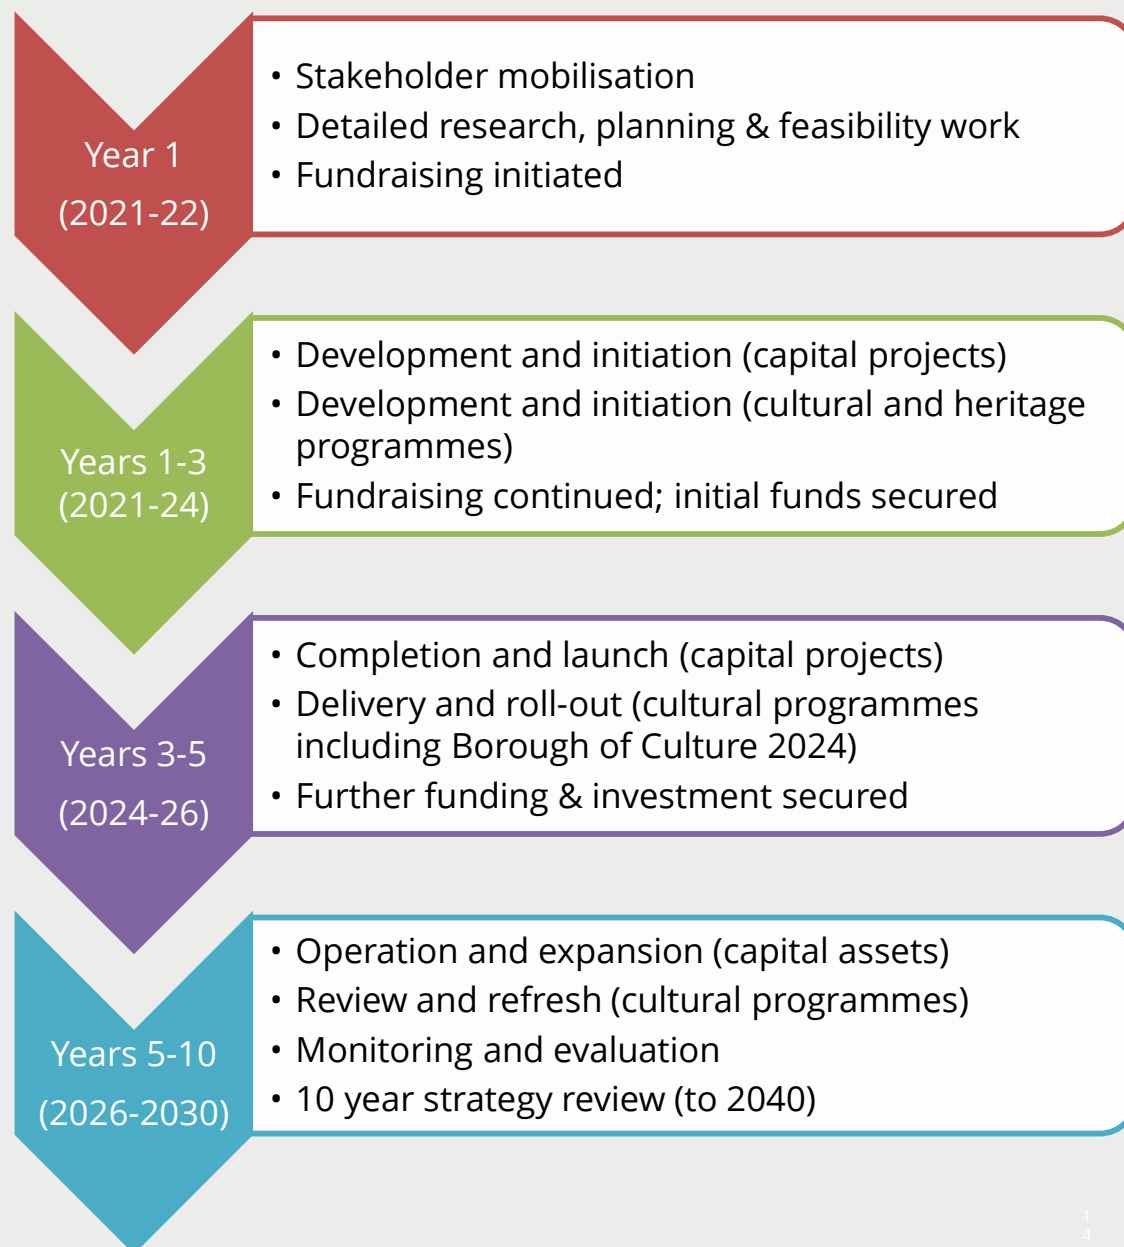 Year 1
(2021-22)
• Stakeholder mobilisation
• Detailed research, planning & feasibility work
• Fundraising initiated
Years 1-3
(2021-24)
• Development and initiation (capital projects)
• Development and initiation (cultural and heritage
programmes)
• Fundraising continued; initial funds secured
Years 3-5
(2024-26)
• Completion and launch (capital projects)
• Delivery and roll-out (cultural programmes
including Borough of Culture 2024)
• Further funding & investment secured
Years 5-10
(2026-2030)
• Operation and expansion (capital assets)
• Review and refresh (cultural programmes)
• Monitoring and evaluation
• 10 year strategy review (to 2040)
1
4